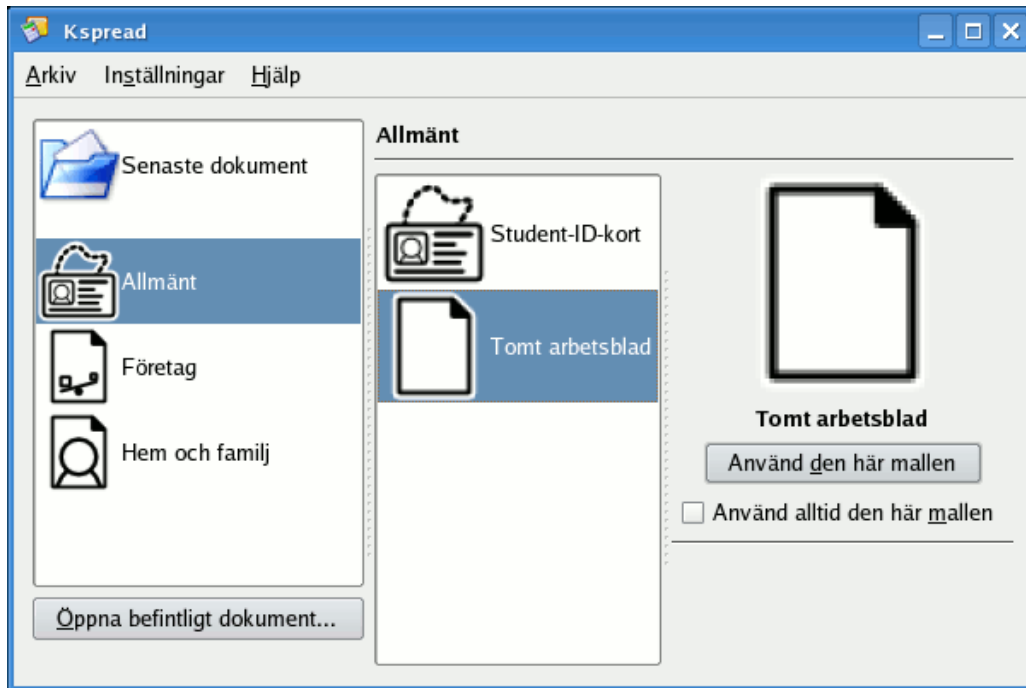 Kspread
Arkiv Inställningar Hjälp
Senaste dokument
Allmänt
Företag
Hem och familj
Öppna befintligt dokument...
Allmänt
Student-ID-kort
Tomt arbetsblad
Tomt arbetsblad
Använd den här mallen
Använd alltid den här mallen